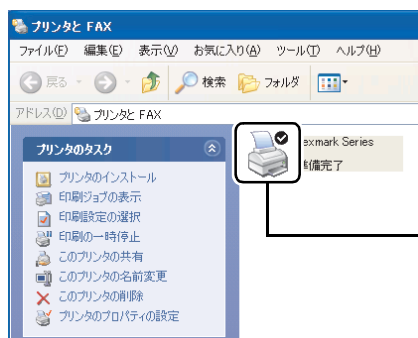 プリンタと FAX
ファイル(F) 編集(E) 表示(V) お気に入り(A) ツール(T) ヘルプ(H)
戻る 検索 フォルダ
アドレス(D) プリンタと FAX
プリンタのタスク
プリンタのインストール
印刷ジョブの表示
印刷設定の選択
印刷の一時停止
このプリンタの共有
このプリンタの名前変更
このプリンタの削除
プリンタのプロパティの設定
exmark Series
準備完了